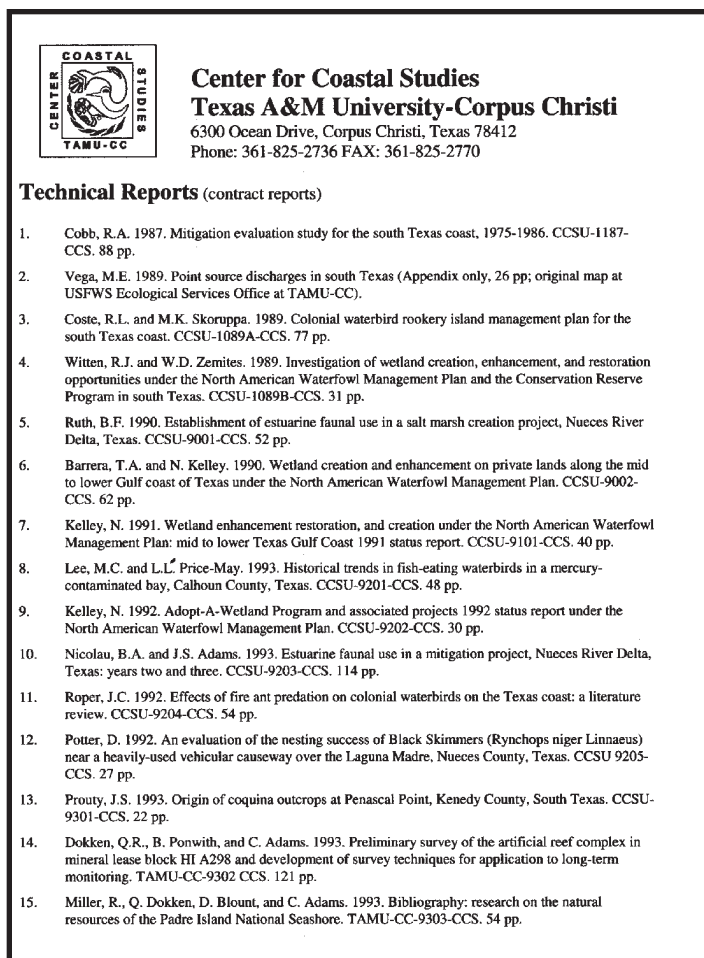 COASTAL
CENTER
STUDIES
TAMU-CC
Center for Coastal Studies
Texas A&M University-Corpus Christi
6300 Ocean Drive, Corpus Christi, Texas 78412
Phone: 361-825-2736 FAX: 361-825-2770
Technical Reports (contract reports)
1. Cobb, R.A. 1987. Mitigation evaluation study for the south Texas coast, 1975-1986. CCSU-1187-
CCS. 88 pp.
2. Vega, M.E. 1989. Point source discharges in south Texas (Appendix only, 26 pp; original map at
USFWS Ecological Services Office at TAMU-CC).
3. Coste, R.L. and M.K. Skoruppa. 1989. Colonial waterbird rookery island management plan for the
south Texas coast. CCSU-1089A-CCS. 77 pp.
4. Witten, R.J. and W.D. Zemites. 1989. Investigation of wetland creation, enhancement, and restoration
opportunities under the North American Waterfowl Management Plan and the Conservation Reserve
Program in south Texas. CCSU-1089B-CCS. 31 pp.
5. Ruth, B.F. 1990. Establishment of estuarine faunal use in a salt marsh creation project, Nueces River
Delta, Texas. CCSU-9001-CCS. 52 pp.
6. Barrera, T.A. and N. Kelley. 1990. Wetland creation and enhancement on private lands along the mid
to lower Gulf coast of Texas under the North American Waterfowl Management Plan. CCSU-9002-
CCS. 62 pp.
7. Kelley, N. 1991. Wetland enhancement restoration, and creation under the North American Waterfowl
Management Plan: mid to lower Texas Gulf Coast 1991 status report. CCSU-9101-CCS. 40 pp.
8. Lee, M.C. and L.L. Price-May. 1993. Historical trends in fish-eating waterbirds in a mercury-
contaminated bay, Calhoun County, Texas. CCSU-9201-CCS. 48 pp.
9. Kelley, N. 1992. Adopt-A-Wetland Program and associated projects 1992 status report under the
North American Waterfowl Management Plan. CCSU-9202-CCS. 30 pp.
10. Nicolau, B.A. and J.S. Adams. 1993. Estuarine faunal use in a mitigation project, Nueces River Delta,
Texas: years two and three. CCSU-9203-CCS. 114 pp.
11. Roper, J.C. 1992. Effects of fire ant predation on colonial waterbirds on the Texas coast: a literature
review. CCSU-9204-CCS. 54 pp.
12. Potter, D. 1992. An evaluation of the nesting success of Black Skimmers (Rynchops niger Linnaeus)
near a heavily-used vehicular causeway over the Laguna Madre, Nueces County, Texas. CCSU 9205-
CCS. 27 pp.
13. Prouty, J.S. 1993. Origin of coquina outcrops at Penascal Point, Kenedy County, South Texas. CCSU-
9301-CCS. 22 pp.
14. Dokken, Q.R., B. Ponwith, and C. Adams. 1993. Preliminary survey of the artificial reef complex in
mineral lease block HI A298 and development of survey techniques for application to long-term
monitoring. TAMU-CC-9302 CCS. 121 pp.
15. Miller, R., Q. Dokken, D. Blount, and C. Adams. 1993. Bibliography: research on the natural
resources of the Padre Island National Seashore. TAMU-CC-9303-CCS. 54 pp.